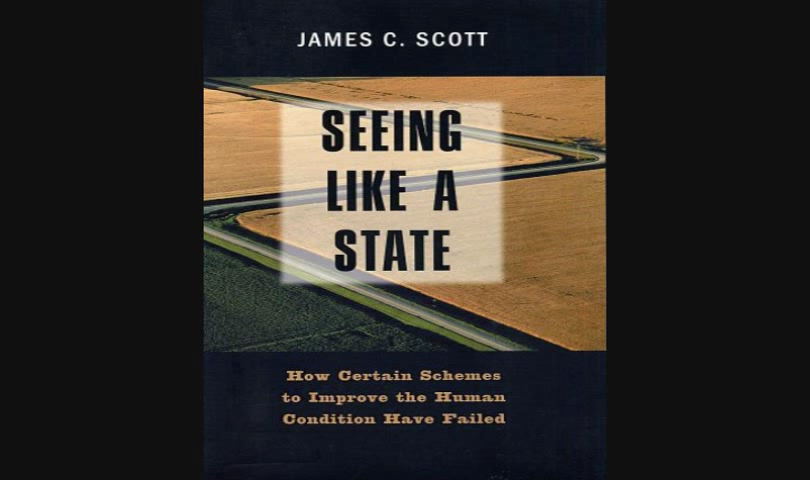 JAMES C. SCOTT
SEEING
LIKE A
STATE
How Certain Schemes
to Improve the Human
Condition Have Failed